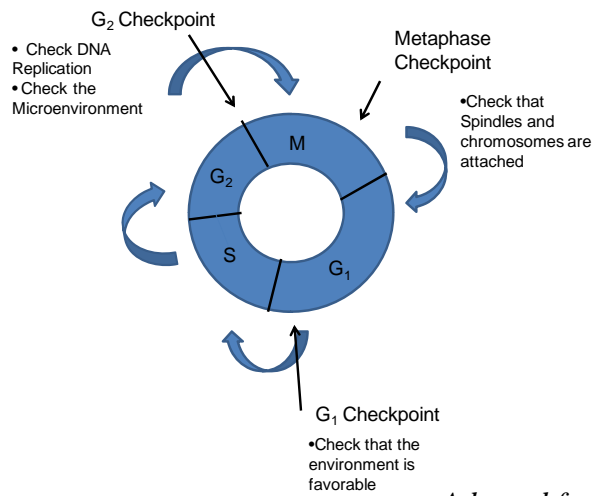 G₂ Checkpoint
• Check DNA
Replication
• Check the
Microenvironment
Metaphase
Checkpoint
•Check that
Spindles and
chromosomes are
attached
M
G₂
S
G₁
G₁ Checkpoint
•Check that the
environment is
favorable